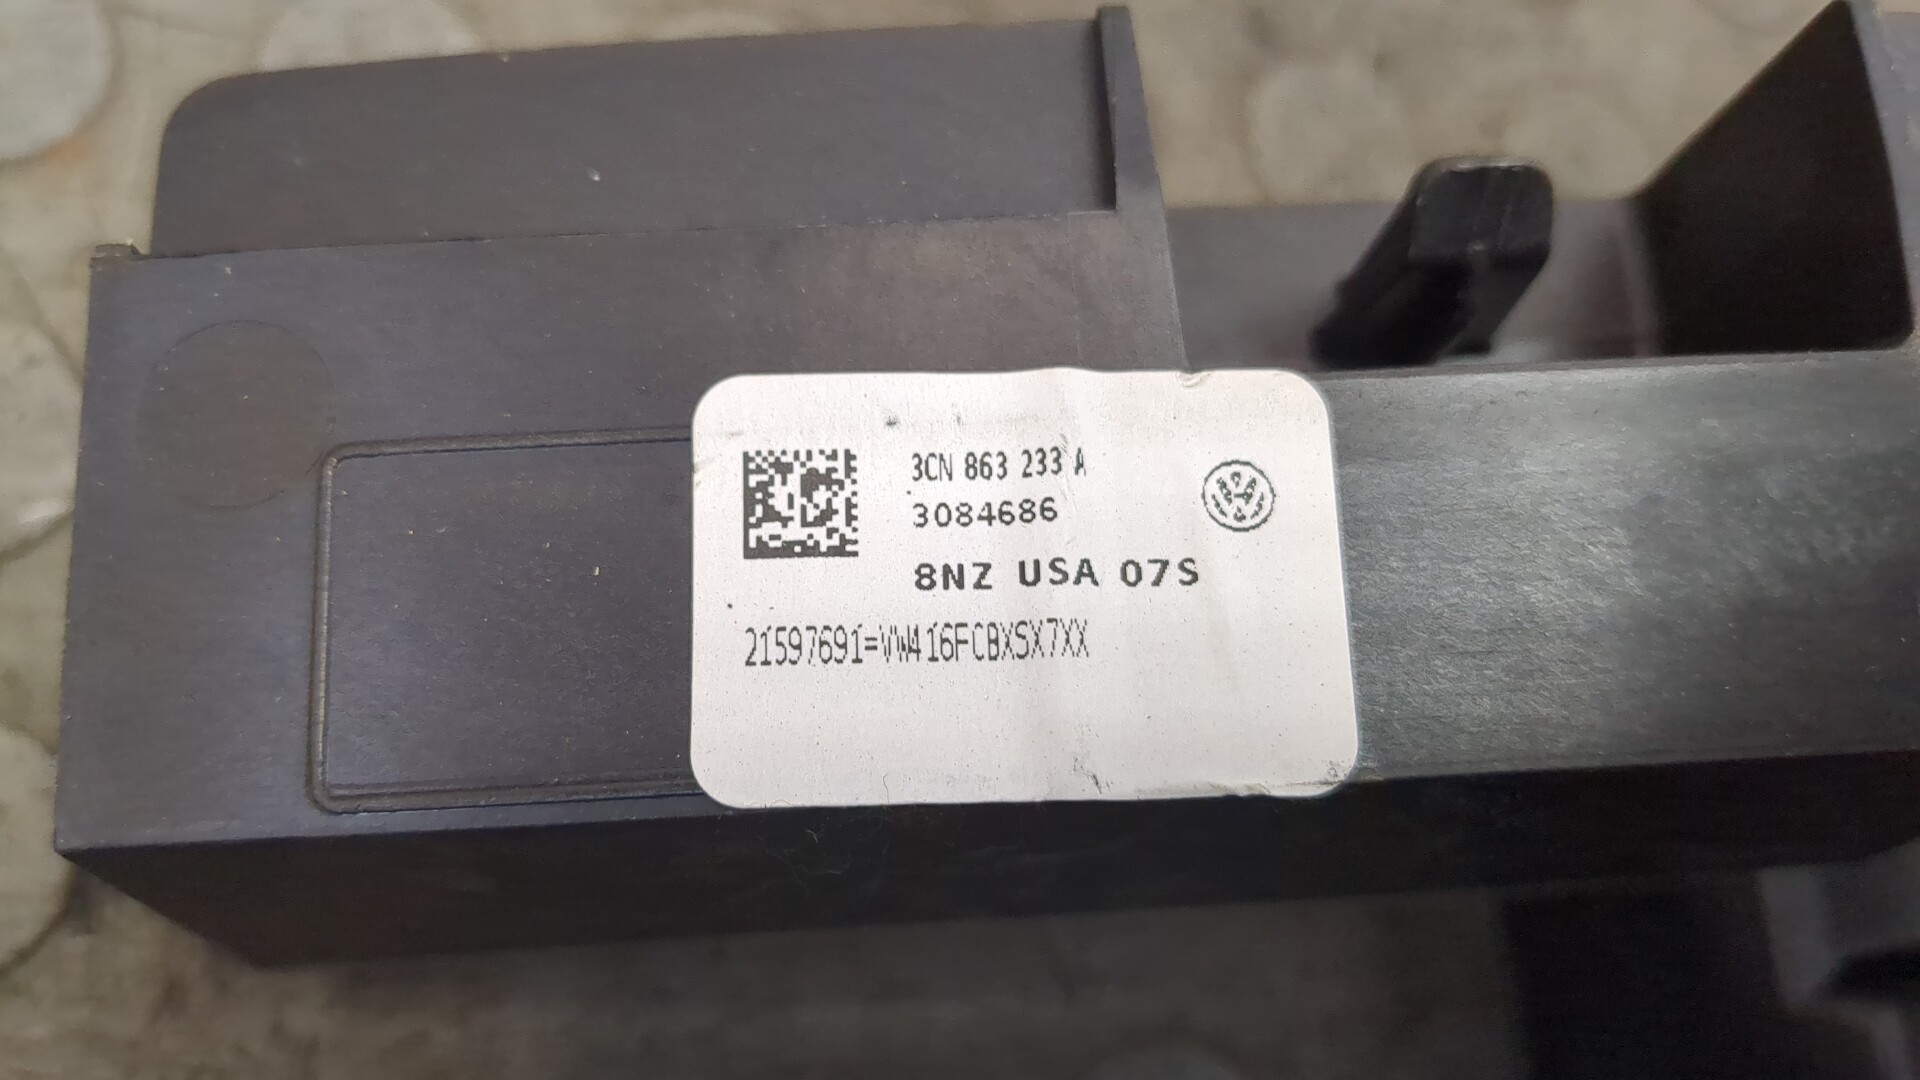 3CN 863 233 A
3084686
8NZ USA 07S
21597691=VW416FCBXSX7XX